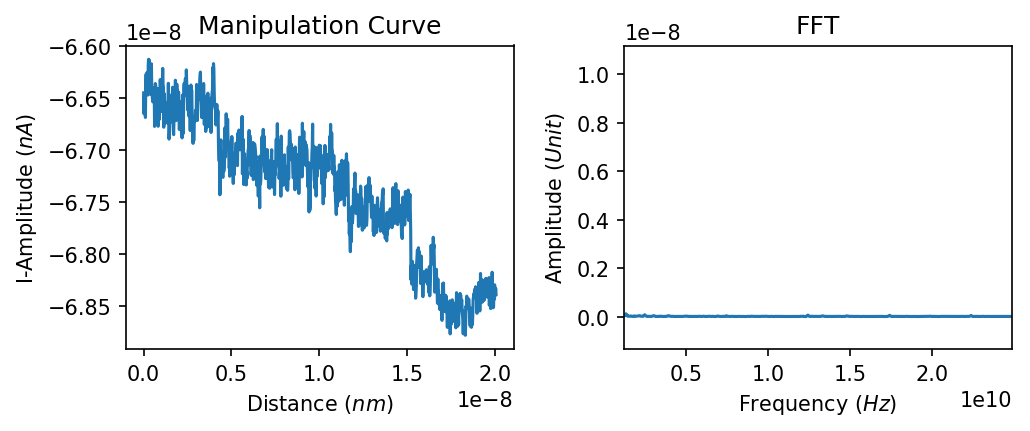 Manipulation Curve
1e−8
−6.60
−6.65
−6.70
−6.75
−6.80
−6.85
I-Amplitude (nA)
0.0 0.5 1.0 1.5 2.0
Distance (nm)
1e−8
FFT
1e−8
1.0
0.8
0.6
0.4
0.2
0.0
Amplitude (Unit)
0.5 1.0 1.5 2.0
Frequency (Hz)
1e10